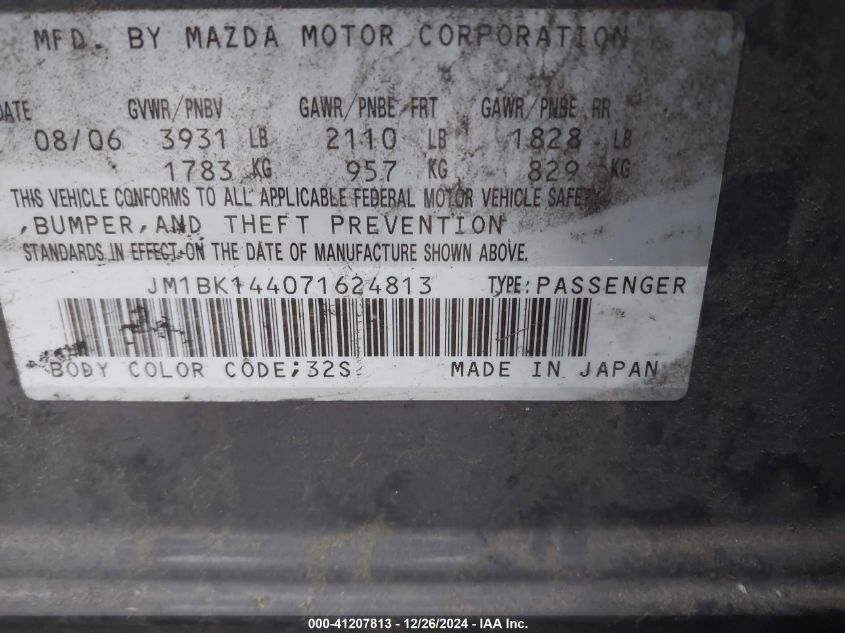 MFD. BY MAZDA MOTOR CORPORATION
DATE GVWR/PNBV GAWR/PNBE FRT GAWR/PNBE RR
08/06 3931 LB 2110 LB 1828 LB
1783 KG 957 KG 829 KG
THIS VEHICLE CONFORMS TO ALL APPLICABLE FEDERAL MOTOR VEHICLE SAFE
,BUMPER,AND THEFT PREVENTION
STANDARDS IN EFFECT ON THE DATE OF MANUFACTURE SHOWN ABOVE.
JM1BK144071624813 TYPE:PASSENGER
BODY COLOR CODE;32S MADE IN JAPAN
000-41207813 - 12/26/2024 - IAA Inc.